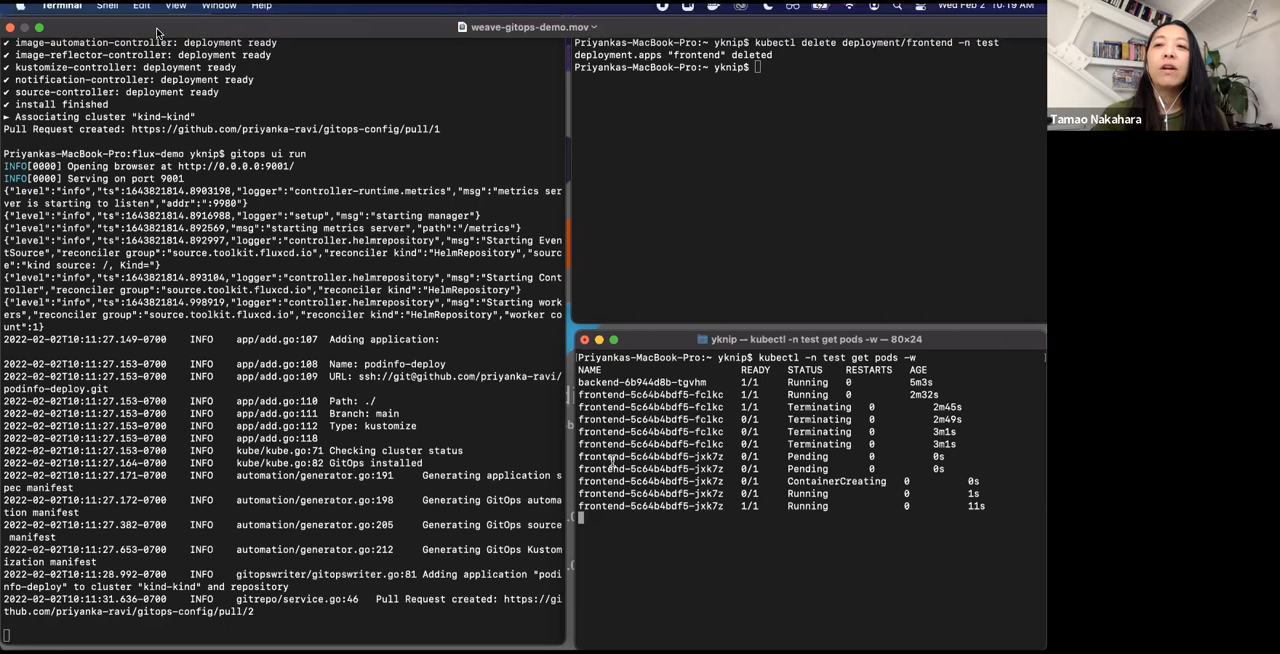 Terminal Shell Edit View Window Help
Wed Feb 2 10:19 AM
weave-gitops-demo.mov
✔ image-automation-controller: deployment ready
✔ image-reflector-controller: deployment ready
✔ kustomize-controller: deployment ready
✔ notification-controller: deployment ready
✔ source-controller: deployment ready
✔ install finished
► Associating cluster "kind-kind"
Pull Request created: https://github.com/priyanka-ravi/gitops-config/pull/1
Priyankas-MacBook-Pro:flux-demo yknip$ gitops ui run
INFO[0000] Opening browser at http://0.0.0.0:9001/
INFO[0000] Serving on port 9001
{"level":"info","ts":1643821814.8903198,"logger":"controller-runtime.metrics","msg":"metrics ser
ver is starting to listen","addr":":9980"}
{"level":"info","ts":1643821814.8916988,"logger":"setup","msg":"starting manager"}
{"level":"info","ts":1643821814.892569,"msg":"starting metrics server","path":"/metrics"}
{"level":"info","ts":1643821814.892997,"logger":"controller.helmrepository","msg":"Starting Even
tSource","reconciler group":"source.toolkit.fluxcd.io","reconciler kind":"HelmRepository","sourc
e":"kind source: /, Kind="}
{"level":"info","ts":1643821814.893104,"logger":"controller.helmrepository","msg":"Starting Cont
roller","reconciler group":"source.toolkit.fluxcd.io","reconciler kind":"HelmRepository"}
{"level":"info","ts":1643821814.998919,"logger":"controller.helmrepository","msg":"Starting work
ers","reconciler group":"source.toolkit.fluxcd.io","reconciler kind":"HelmRepository","worker co
unt":1}
2022-02-02T10:11:27.149-0700 INFO app/add.go:107 Adding application:
2022-02-02T10:11:27.153-0700 INFO app/add.go:108 Name: podinfo-deploy
2022-02-02T10:11:27.153-0700 INFO app/add.go:109 URL: ssh://git@github.com/priyanka-ravi/
podinfo-deploy.git
2022-02-02T10:11:27.153-0700 INFO app/add.go:110 Path: ./
2022-02-02T10:11:27.153-0700 INFO app/add.go:111 Branch: main
2022-02-02T10:11:27.153-0700 INFO app/add.go:112 Type: kustomize
2022-02-02T10:11:27.153-0700 INFO app/add.go:118
2022-02-02T10:11:27.153-0700 INFO kube/kube.go:71 Checking cluster status
2022-02-02T10:11:27.164-0700 INFO kube/kube.go:82 GitOps installed
2022-02-02T10:11:27.171-0700 INFO automation/generator.go:191 Generating application s
pec manifest
2022-02-02T10:11:27.172-0700 INFO automation/generator.go:198 Generating GitOps automa
tion manifest
2022-02-02T10:11:27.382-0700 INFO automation/generator.go:205 Generating GitOps source
manifest
2022-02-02T10:11:27.653-0700 INFO automation/generator.go:212 Generating GitOps Kustom
ization manifest
2022-02-02T10:11:28.992-0700 INFO gitopswriter/gitopswriter.go:81 Adding application "podi
nfo-deploy" to cluster "kind-kind" and repository
2022-02-02T10:11:31.636-0700 INFO gitrepo/service.go:46 Pull Request created: https://gi
thub.com/priyanka-ravi/gitops-config/pull/2
Priyankas-MacBook-Pro:~ yknip$ kubectl delete deployment/frontend -n test
deployment.apps "frontend" deleted
Priyankas-MacBook-Pro:~ yknip$
yknip — kubectl -n test get pods -w — 80×24
[Priyankas-MacBook-Pro:~ yknip$ kubectl -n test get pods -w ]
NAME READY STATUS RESTARTS AGE
backend-6b944d8b-tgvhm 1/1 Running 0 5m3s
frontend-5c64b4bdf5-fclkc 1/1 Running 0 2m32s
frontend-5c64b4bdf5-fclkc 1/1 Terminating 0 2m45s
frontend-5c64b4bdf5-fclkc 0/1 Terminating 0 2m49s
frontend-5c64b4bdf5-fclkc 0/1 Terminating 0 3m1s
frontend-5c64b4bdf5-fclkc 0/1 Terminating 0 3m1s
frontend-5c64b4bdf5-jxk7z 0/1 Pending 0 0s
frontend-5c64b4bdf5-jxk7z 0/1 Pending 0 0s
frontend-5c64b4bdf5-jxk7z 0/1 ContainerCreating 0 0s
frontend-5c64b4bdf5-jxk7z 0/1 Running 0 1s
frontend-5c64b4bdf5-jxk7z 1/1 Running 0 11s
Tamao Nakahara